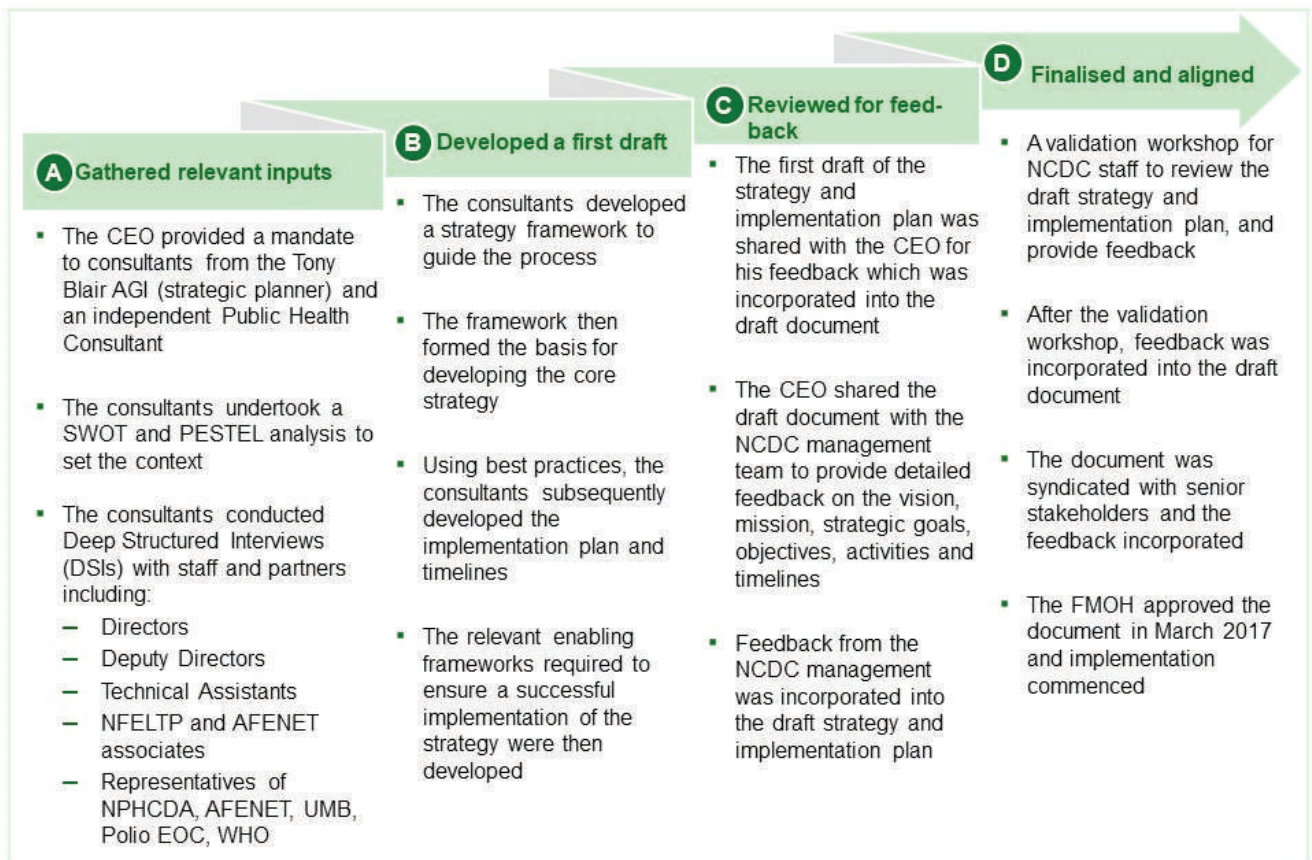 A Gathered relevant inputs
▪ The CEO provided a mandate
to consultants from the Tony
Blair AGI (strategic planner) and
an independent Public Health
Consultant
▪ The consultants undertook a
SWOT and PESTEL analysis to
set the context
▪ The consultants conducted
Deep Structured Interviews
(DSIs) with staff and partners
including:
– Directors
– Deputy Directors
– Technical Assistants
– NFELTP and AFENET
associates
– Representatives of
NPHCDA, AFENET, UMB,
Polio EOC, WHO
B Developed a first draft
▪ The consultants developed
a strategy framework to
guide the process
▪ The framework then
formed the basis for
developing the core
strategy
▪ Using best practices, the
consultants subsequently
developed the
implementation plan and
timelines
▪ The relevant enabling
frameworks required to
ensure a successful
implementation of the
strategy were then
developed
C Reviewed for feed-
back
▪ The first draft of the
strategy and
implementation plan was
shared with the CEO for
his feedback which was
incorporated into the
draft document
▪ The CEO shared the
draft document with the
NCDC management
team to provide detailed
feedback on the vision,
mission, strategic goals,
objectives, activities and
timelines
▪ Feedback from the
NCDC management
was incorporated into
the draft strategy and
implementation plan
D Finalised and aligned
▪ A validation workshop for
NCDC staff to review the
draft strategy and
implementation plan, and
provide feedback
▪ After the validation
workshop, feedback was
incorporated into the draft
document
▪ The document was
syndicated with senior
stakeholders and the
feedback incorporated
▪ The FMOH approved the
document in March 2017
and implementation
commenced